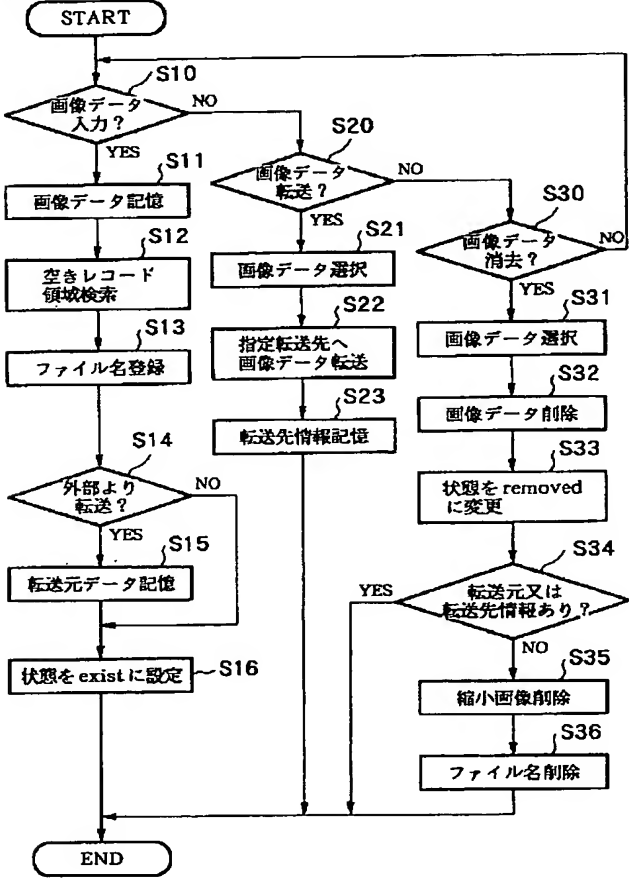 START
S10
画像データ
入力？
NO
YES
S11
画像データ記憶
S12
空きレコード
領域検索
S13
ファイル名登録
S14
外部より
転送？
NO
YES
S15
転送元データ記憶
状態をexistに設定
S16
S20
画像データ
転送？
NO
YES
S21
画像データ選択
S22
指定転送先へ
画像データ転送
S23
転送先情報記憶
S30
画像データ
消去？
NO
YES
S31
画像データ選択
S32
画像データ削除
S33
状態をremoved
に変更
S34
転送元又は
転送先情報あり？
YES
NO
S35
縮小画像削除
S36
ファイル名削除
END